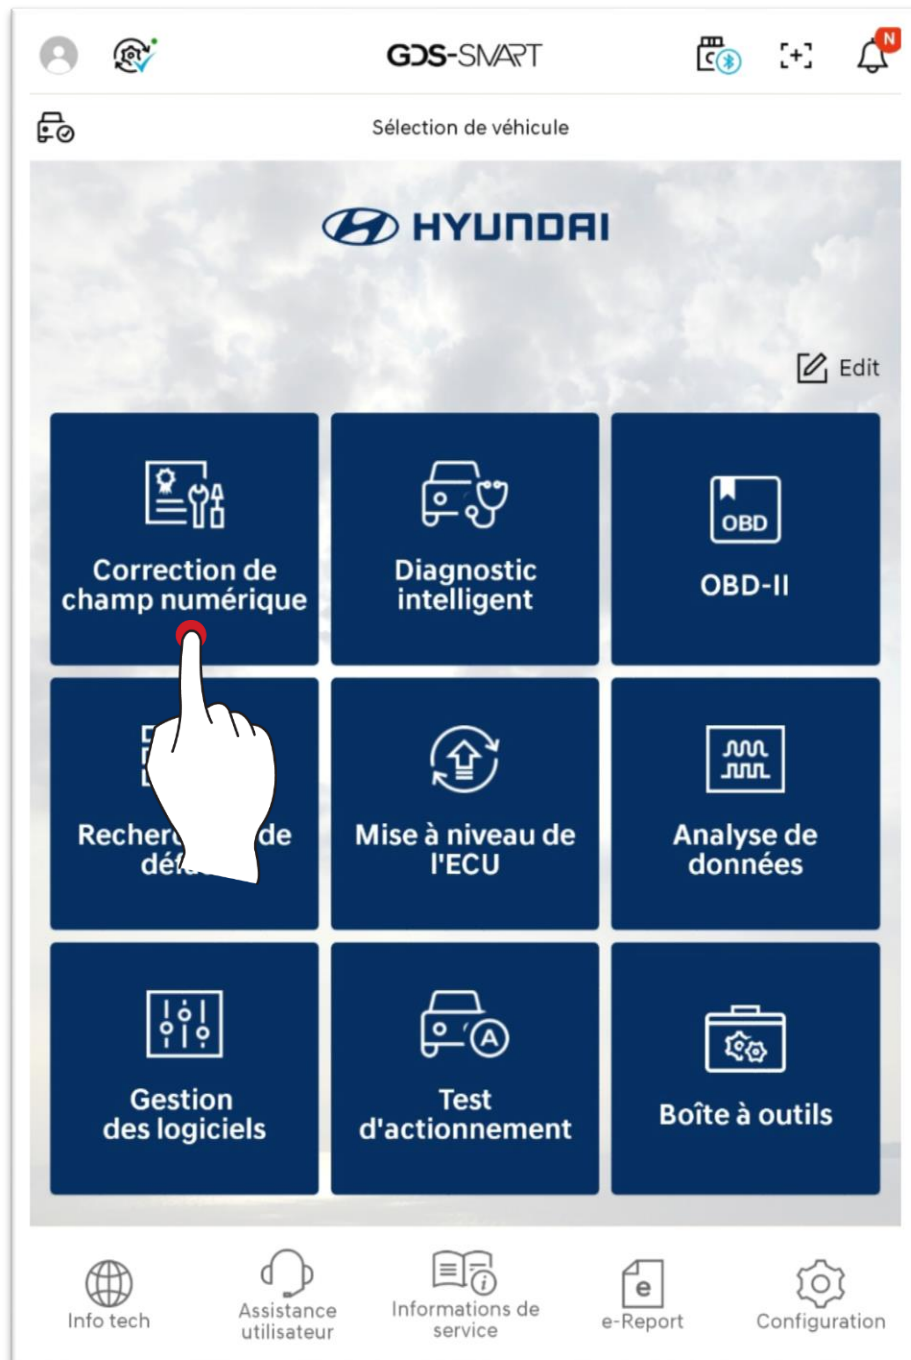 GDS-SMART
N
C
Sélection de véhicule
HYUNDAI
Edit
Correction de
champ numérique
Diagnostic
intelligent
OBD
OBD-II
de
Mise à niveau de
l'ECU
Analyse de
données
Gestion
des logiciels
A
Test
d'actionnement
Boîte à outils
Info tech
Assistance
utilisateur
i
Informations de
service
e
e-Report
Configuration